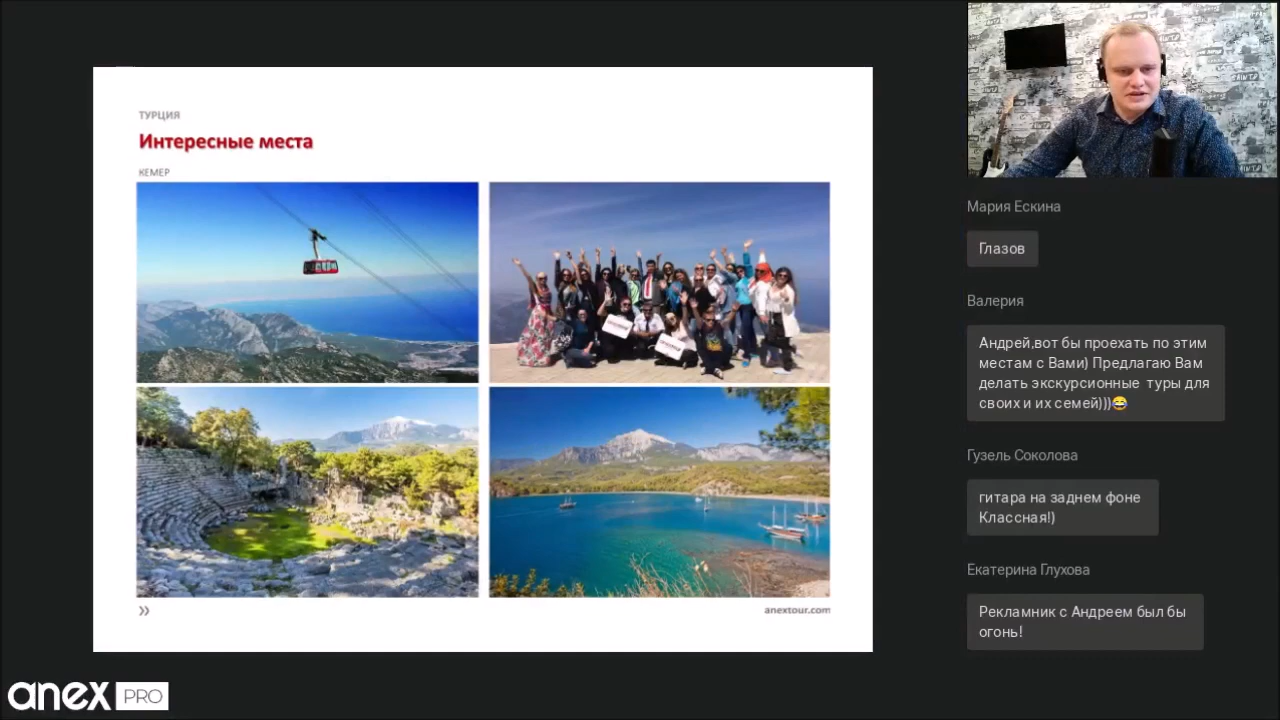 ТУРЦИЯ
Интересные места
КЕМЕР
anextour.com
anex PRO
Мария Ескина
Глазов
Валерия
Андрей,вот бы проехать по этим
местам с Вами) Предлагаю Вам
делать экскурсионные туры для
своих и их семей)))😂
Гузель Соколова
гитара на заднем фоне
Классная!)
Екатерина Глухова
Рекламник с Андреем был бы
огонь!